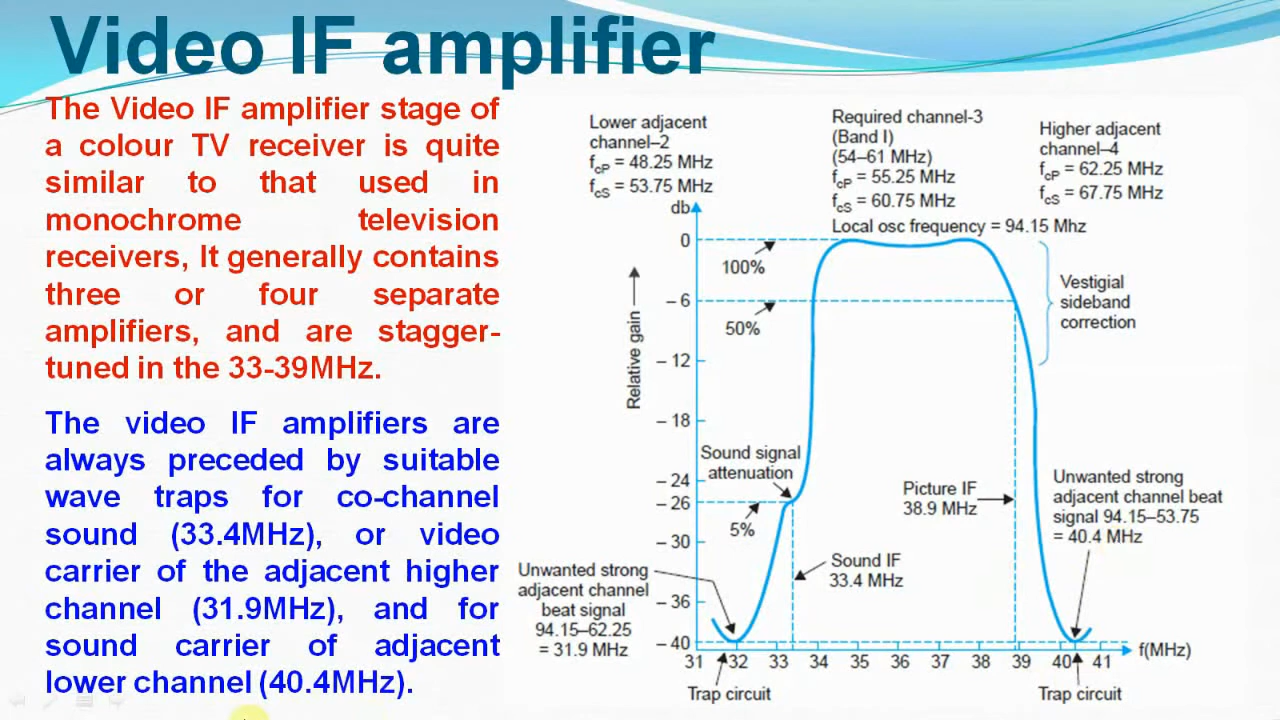 Video IF amplifier
The Video IF amplifier stage of
a colour TV receiver is quite
similar to that used in
monochrome television
receivers, It generally contains
three or four separate
amplifiers, and are stagger-
tuned in the 33-39MHz.
The video IF amplifiers are
always preceded by suitable
wave traps for co-channel
sound (33.4MHz), or video
carrier of the adjacent higher
channel (31.9MHz), and for
sound carrier of adjacent
lower channel (40.4MHz).
Lower adjacent
channel–2
fcP = 48.25 MHz
fcS = 53.75 MHz
Required channel-3
(Band I)
(54–61 MHz)
fcP = 55.25 MHz
fcS = 60.75 MHz
Local osc frequency = 94.15 Mhz
Higher adjacent
channel–4
fcP = 62.25 MHz
fcS = 67.75 MHz
db
0
– 6
– 12
– 18
– 24
– 26
– 30
– 36
– 40
Relative gain
100%
50%
5%
Vestigial
sideband
correction
Sound signal
attenuation
Picture IF
38.9 MHz
Unwanted strong
adjacent channel beat
signal 94.15–53.75
= 40.4 MHz
Sound IF
33.4 MHz
Unwanted strong
adjacent channel
beat signal
94.15–62.25
= 31.9 MHz
31 32 33 34 35 36 37 38 39 40 41 f(MHz)
Trap circuit
Trap circuit